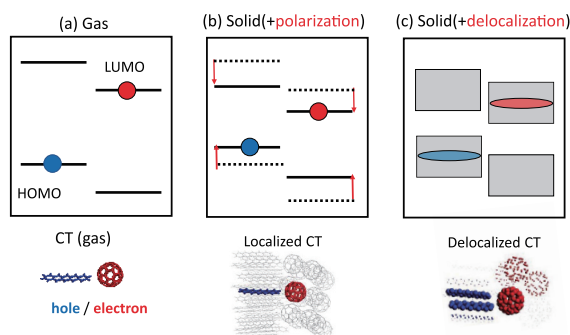 (a) Gas
(b) Solid(+polarization)
(c) Solid(+delocalization)
LUMO
HOMO
CT (gas)
Localized CT
Delocalized CT
hole / electron